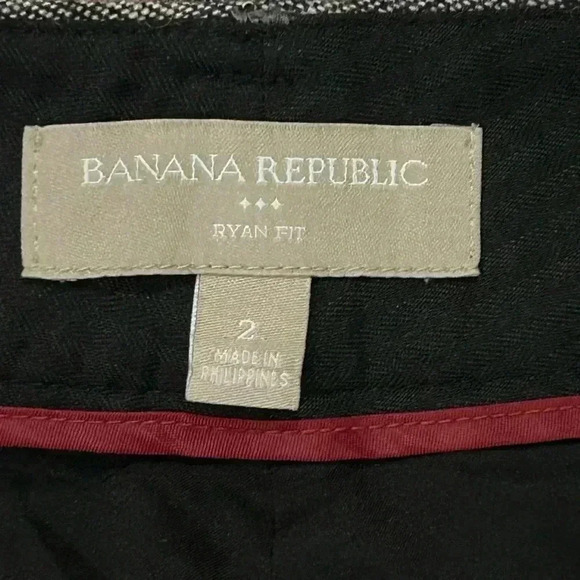 BANANA REPUBLIC
RYAN FIT
2
MADE IN
PHILIPPINES